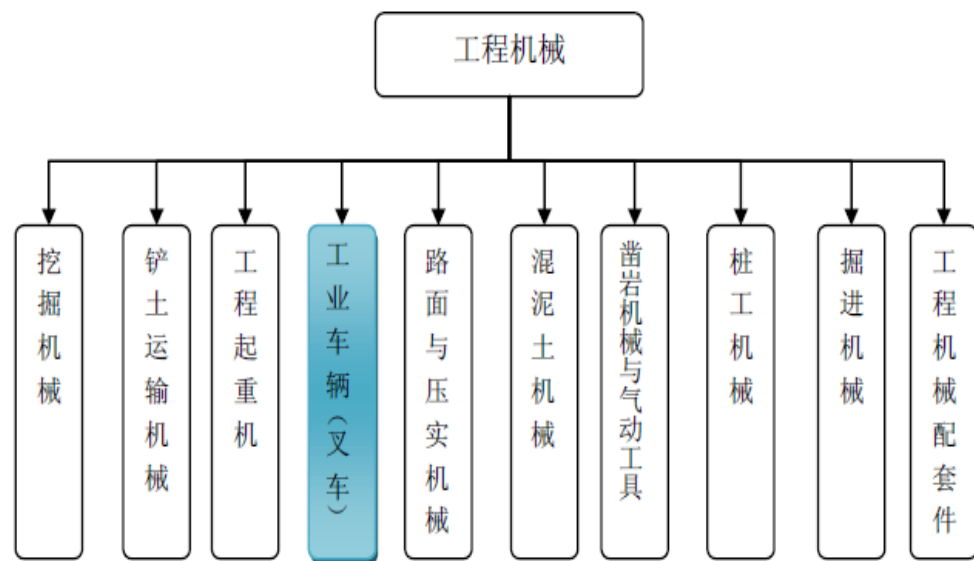 工程机械
挖掘机械
铲土运输机械
工程起重机
工业车辆（叉车）
路面与压实机械
混泥土机械
凿岩机械与气动工具
桩工机械
掘进机械
工程机械配套件